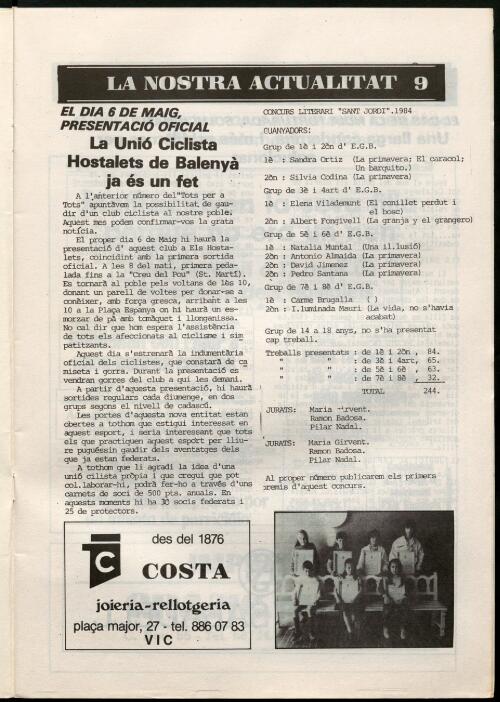 LA NOSTRA ACTUALITAT 9
EL DIA 6 DE MAIG,
PRESENTACIÓ OFICIAL
La Unió Ciclista
Hostalets de Balenyà
ja és un fet
A l'anterior número del "Tots per a
Tots" apuntàvem la possibilitat de gau-
dir d'un club ciclista al nostre poble.
Aquest mes podem confirmar-vos la grata
notícia.
El proper dia 6 de Maig hi haurà la
presentació d' aquest club a Els Hosta-
lets, coincidint amb la primera sortida
oficial. A les 8 del matí, primera peda-
lada fins a la "Creu del Pou" (St. Martí).
Es tornarà al poble pels voltans de les 10,
donant un parell de voltes per donar-se a
conèixer, amb força gresca, arribant a les
10 a la Plaça Espanya on hi haurà un es-
morzar de pà amb tomàquet i llonganissa.
No cal dir que hom espera l'assistència
de tots els afeccionats al ciclisme i sim
patitzants.
Aquest dia s'estrenarà la indumentària
oficial dels ciclistes, que constarà de ca
miseta i gorra. Durant la presentació es
vendran gorres del club a qui les demani.
A partir d'aquesta presentació, hi haurà
sortides regulars cada diumenge, en dos
grups segons el nivell de cadascú.
Les portes d'aquesta nova entitat estan
obertes a tothom que estigui interessat en
aquest esport, i seria interessant que tots
els que practiquen aquest esport per lliu-
re puguéssin gaudir dels aventatges dels
que ja estan federats.
A tothom que li agradi la idea d'una
unió cilista pròpia i que cregui que pot
col.laborar-hi, podrà fer-ho a través d'uns
carnets de soci de 500 pts. anuals. En
aquests moments hi ha 30 socis federats i
25 de protectors.
des del 1876
COSTA
joieria-rellotgeria
plaça major, 27 - tel. 886 07 83
VIC
CONCURS LITERARI "SANT JORDI".1984
GUANYADORS:
Grup de 1è i 2òn d' E.G.B.
1è : Sandra Ortiz (La primavera; El caracol;
Un barquito.)
2òn : Silvia Codina (La primavera)
Grup de 3è i 4art d' E.G.B.
1è : Elena Vilademunt (El conillet perdut i
el bosc)
2òn : Albert Fongivell (La granja y el grangero)
Grup de 5è i 6è d' E.G.B.
1è : Natalia Muntal (Una il.lusió)
2òn : Antonio Almaida (La primavera)
2òn : David Jimenez (La primavera)
2òn : Pedro Santana (La primavera)
Grup de 7è i 8è d' E.G.B.
1è : Carme Brugalla ( )
2òn : I.luminada Mauri (La vida, no s'havia
acabat)
Grup de 14 a 18 anys, no s'ha presentat
cap treball.
Treballs presentats : de 1è i 2òn , 84.
" " : de 3è i 4art, 65.
" " : de 5è i 6è , 63.
" " : de 7è i 8è , 32.
TOTAL 244.
JURATS: Maria irvent.
Ramon Badosa.
Pilar Nadal.
JURATS: Maria Girvent.
Ramon Badosa.
Pilar Nadal.
Al proper número publicarem els primers
premis d'aquest concurs.